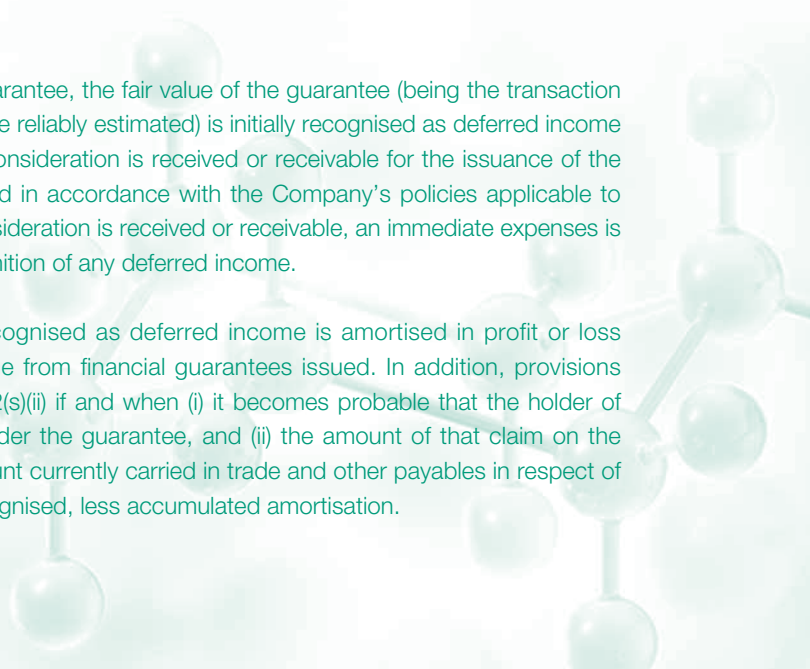 arantee, the fair value of the guarantee (being the transaction
e reliably estimated) is initially recognised as deferred income
onsideration is received or receivable for the issuance of the
d in accordance with the Company's policies applicable to
sideration is received or receivable, an immediate expenses is
nition of any deferred income.
cognised as deferred income is amortised in profit or loss
e from financial guarantees issued. In addition, provisions
2(s)(ii) if and when (i) it becomes probable that the holder of
der the guarantee, and (ii) the amount of that claim on the
unt currently carried in trade and other payables in respect of
gnised, less accumulated amortisation.